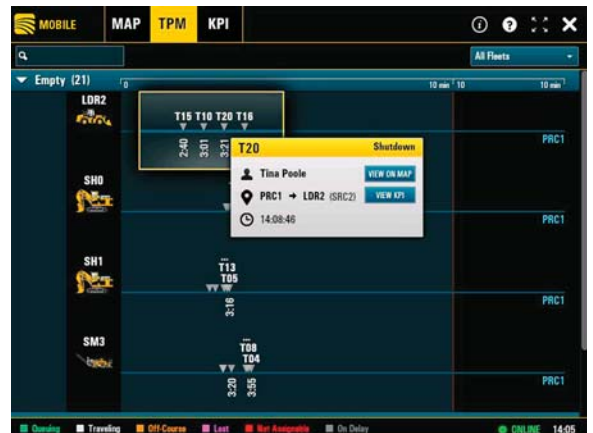 MOBILE MAP TPM KPI
All Fleets
Empty (21) 0 10 min 10 10 min
LDR2
T15 T10 T20 T16
2:40 3:01 3:21
PRC1
T20 Shutdown
Tina Poole VIEW ON MAP
PRC1 → LDR2 (SRC2) VIEW KPI
14:08:46
SH0
PRC1
SH1
T13
T05
3:16
PRC1
SM3
T08
T04
3:20 3:55
PRC1
Queuing Traveling Off-Course Lost Not Assignable On Delay ONLINE 14:05